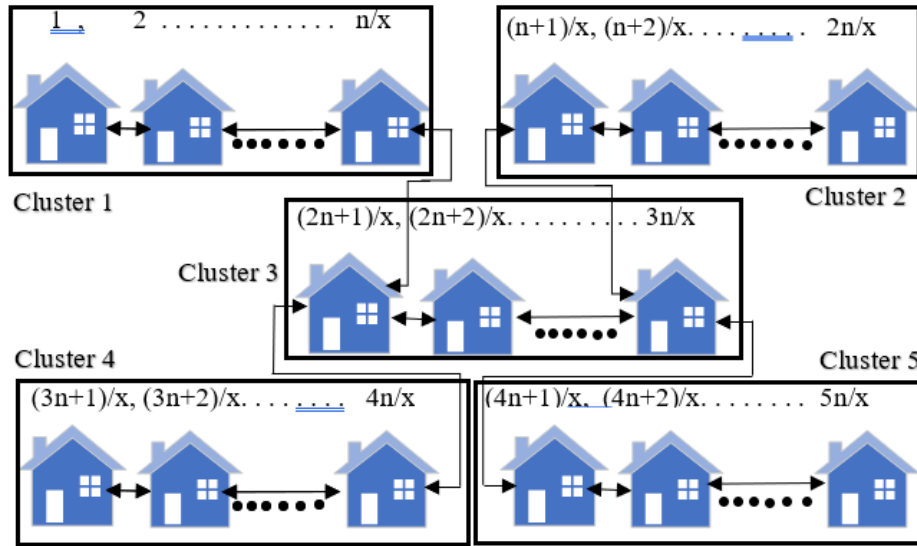 1 , 2 . . . . . . . . . . . . . n/x
(n+1)/x, (n+2)/x. . . . . . . . . 2n/x
Cluster 1
Cluster 2
(2n+1)/x, (2n+2)/x. . . . . . . . . . 3n/x
Cluster 3
Cluster 4
Cluster 5
(3n+1)/x, (3n+2)/x. . . . . . . . 4n/x
(4n+1)/x, (4n+2)/x. . . . . . . . 5n/x